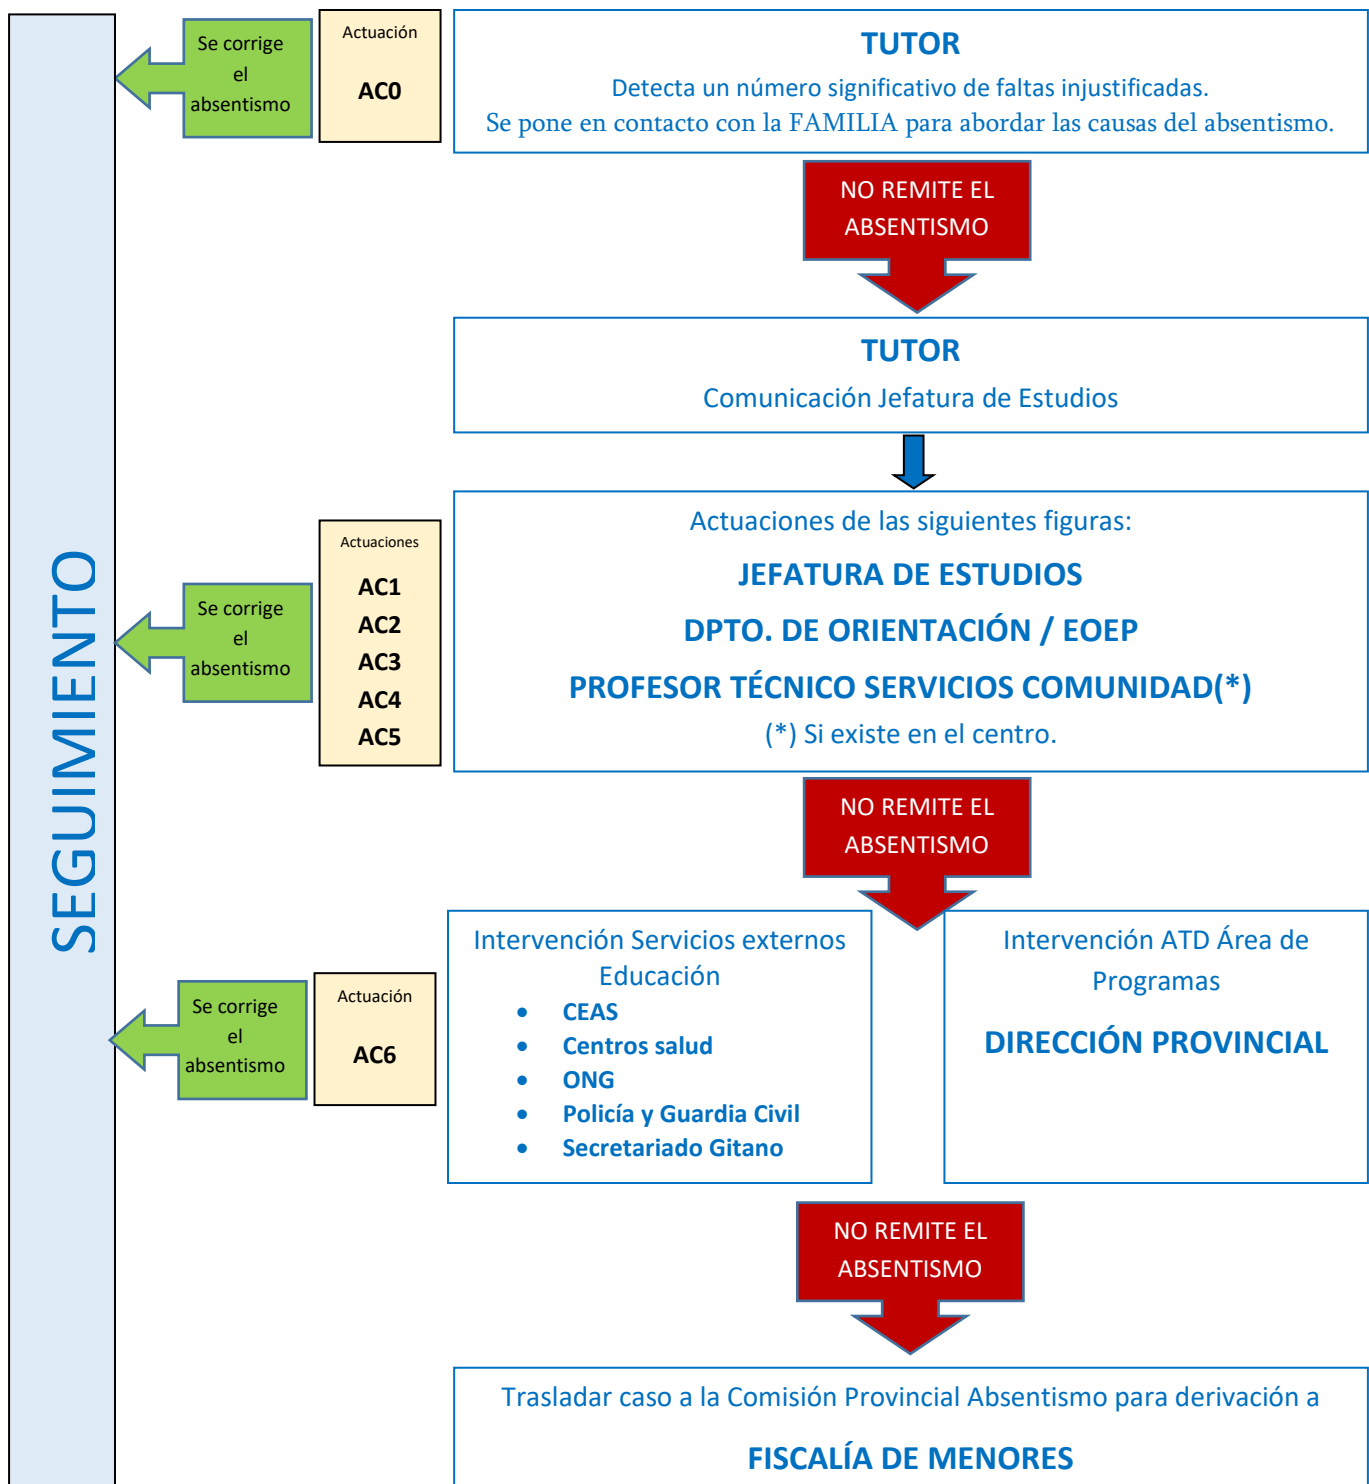 SEGUIMIENTO
Se corrige
el
absentismo
Actuación
AC0
TUTOR
Detecta un número significativo de faltas injustificadas.
Se pone en contacto con la FAMILIA para abordar las causas del absentismo.
NO REMITE EL
ABSENTISMO
TUTOR
Comunicación Jefatura de Estudios
Se corrige
el
absentismo
Actuaciones
AC1
AC2
AC3
AC4
AC5
Actuaciones de las siguientes figuras:
JEFATURA DE ESTUDIOS
DPTO. DE ORIENTACIÓN / EOEP
PROFESOR TÉCNICO SERVICIOS COMUNIDAD(*)
(*) Si existe en el centro.
NO REMITE EL
ABSENTISMO
Se corrige
el
absentismo
Actuación
AC6
Intervención Servicios externos
Educación
• CEAS
• Centros salud
• ONG
• Policía y Guardia Civil
• Secretariado Gitano
Intervención ATD Área de
Programas
DIRECCIÓN PROVINCIAL
NO REMITE EL
ABSENTISMO
Trasladar caso a la Comisión Provincial Absentismo para derivación a
FISCALÍA DE MENORES